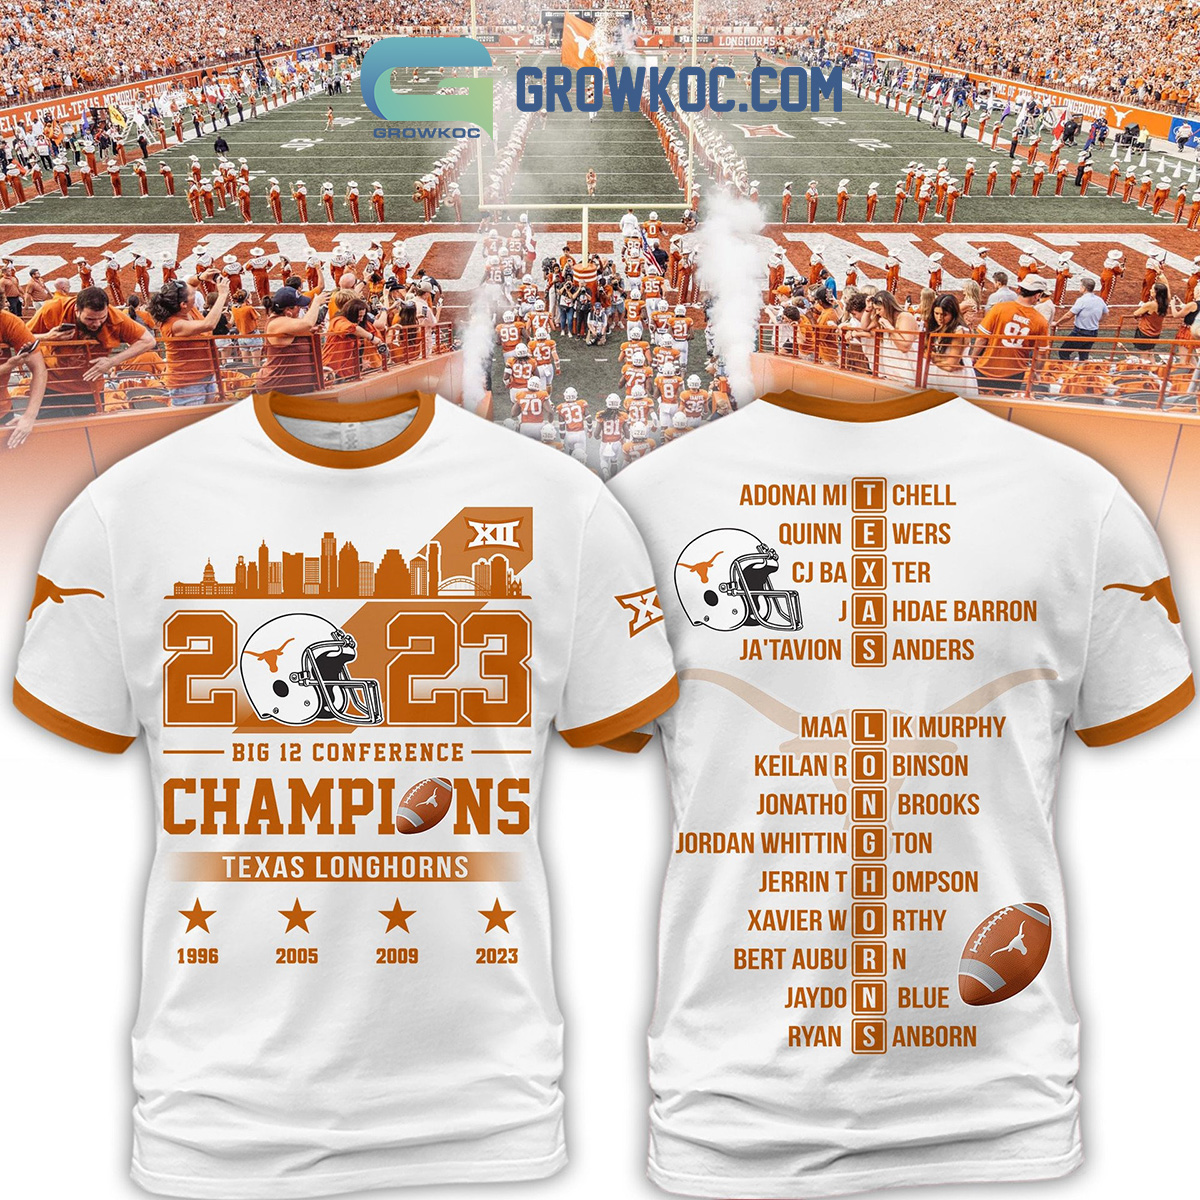 GROWKOC
GROWKOC.COM
LONGHORNS
XII
2023
BIG 12 CONFERENCE
CHAMPIONS
TEXAS LONGHORNS
1996 2005 2009 2023
ADONAI MITCHELL
QUINN EWERS
CJ BAXTER
JAHDAE BARRON
JA'TAVION SANDERS
MAALIK MURPHY
KEILAN ROBINSON
JONATHON BROOKS
JORDAN WHITTINGTON
JERRIN THOMPSON
XAVIER WORTHY
BERT AUBURN
JAYDON BLUE
RYAN SANBORN